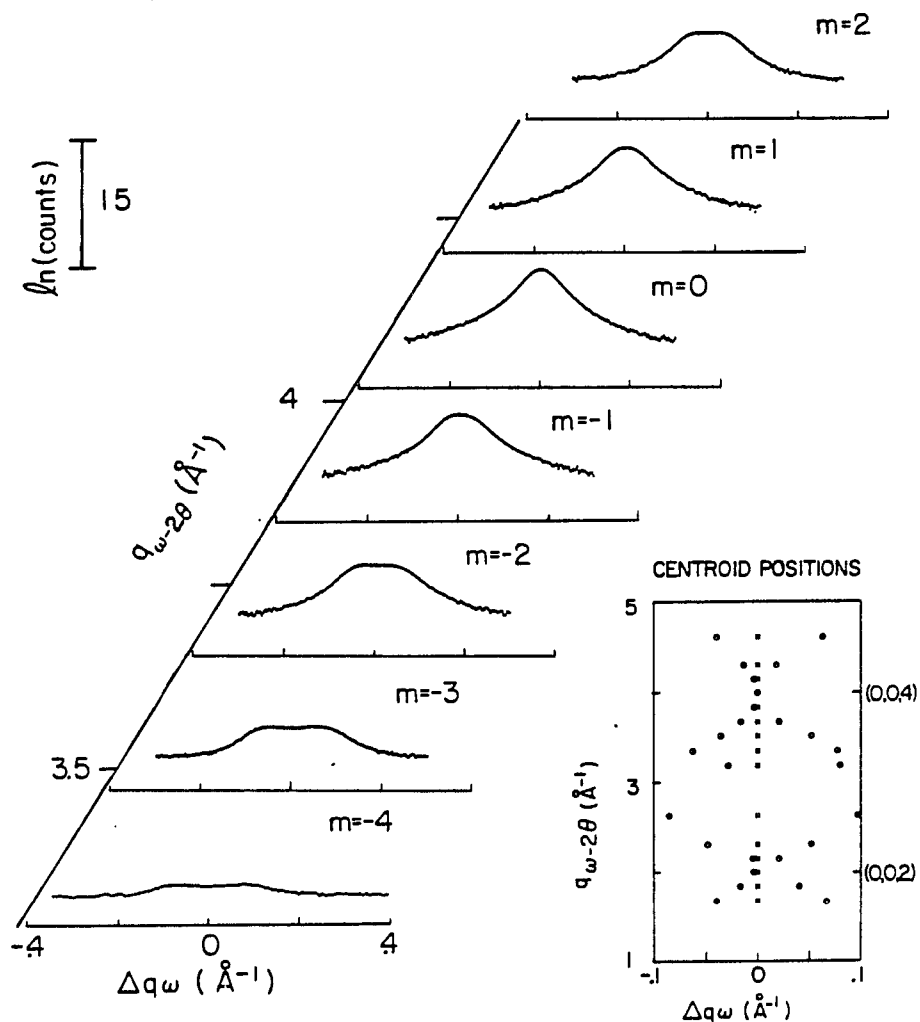 m=2
m=1
ln(counts)
15
m=0
4
m=-1
qω-2θ (Å⁻¹)
m=-2
m=-3
3.5
m=-4
-.4
0
.4
Δqω (Å⁻¹)
CENTROID POSITIONS
5
(0,0,4)
qω-2θ (Å⁻¹)
3
(0,0,2)
1
-.1
0
.1
Δqω (Å⁻¹)